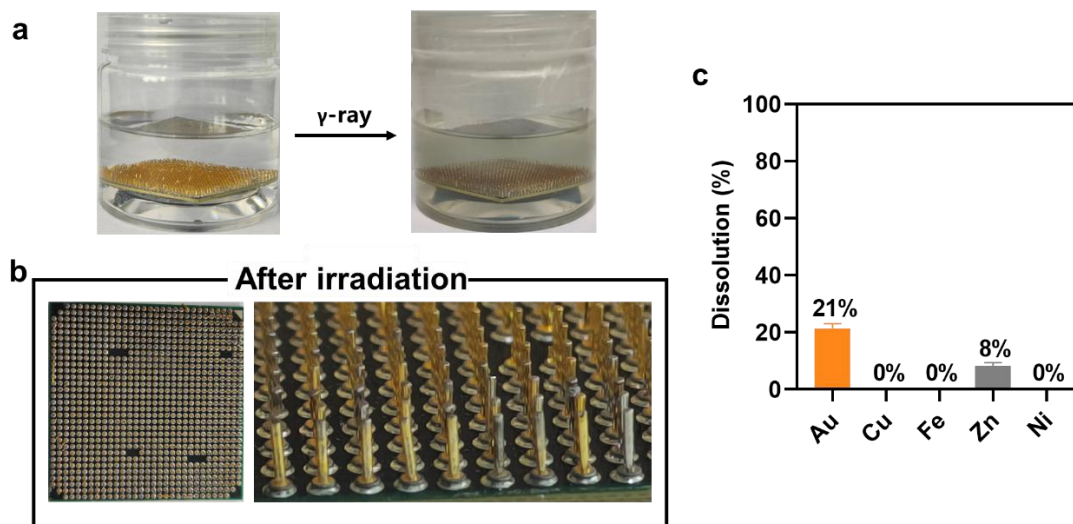 a
γ-ray
b
After irradiation
c
Dissolution (%)
100
80
60
40
20
0
21%
0%
0%
8%
0%
Au
Cu
Fe
Zn
Ni